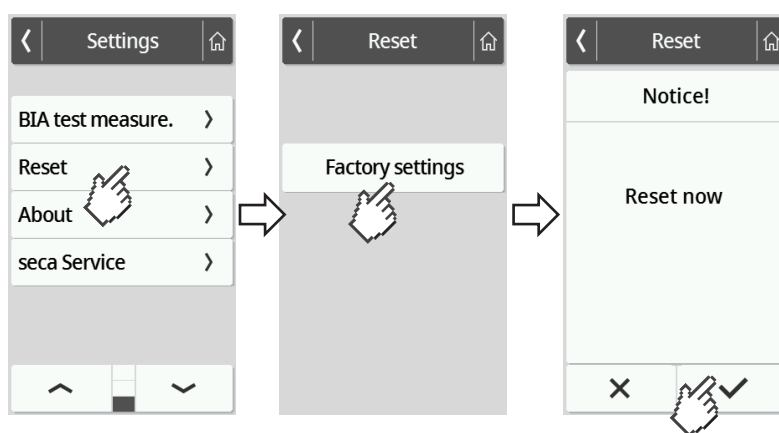 Settings
BIA test measure.
Reset
About
seca Service
Reset
Factory settings
Reset
Notice!
Reset now